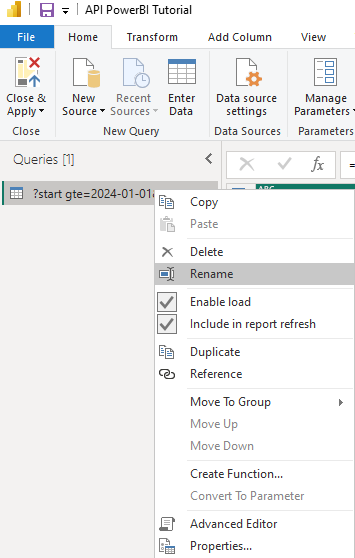 API PowerBI Tutorial
File Home Transform Add Column V
Close & Apply New Source Recent Sources Enter Data Data source settings Manage Parameters
Close New Query Data Sources Parameters
Queries [1]
fx =
?start gte=2024-01-01
ABC
Copy
Paste
Delete
Rename
Enable load
Include in report refresh
Duplicate
Reference
Move To Group
Move Up
Move Down
Create Function...
Convert To Parameter
Advanced Editor
Properties...